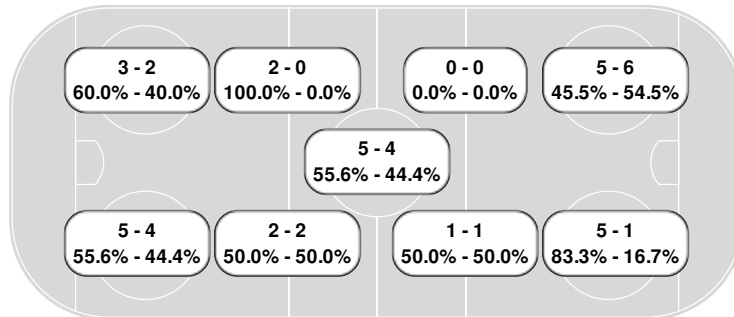 3 - 2
60.0% - 40.0%
2 - 0
100.0% - 0.0%
0 - 0
0.0% - 0.0%
5 - 6
45.5% - 54.5%
5 - 4
55.6% - 44.4%
5 - 4
55.6% - 44.4%
2 - 2
50.0% - 50.0%
1 - 1
50.0% - 50.0%
5 - 1
83.3% - 16.7%